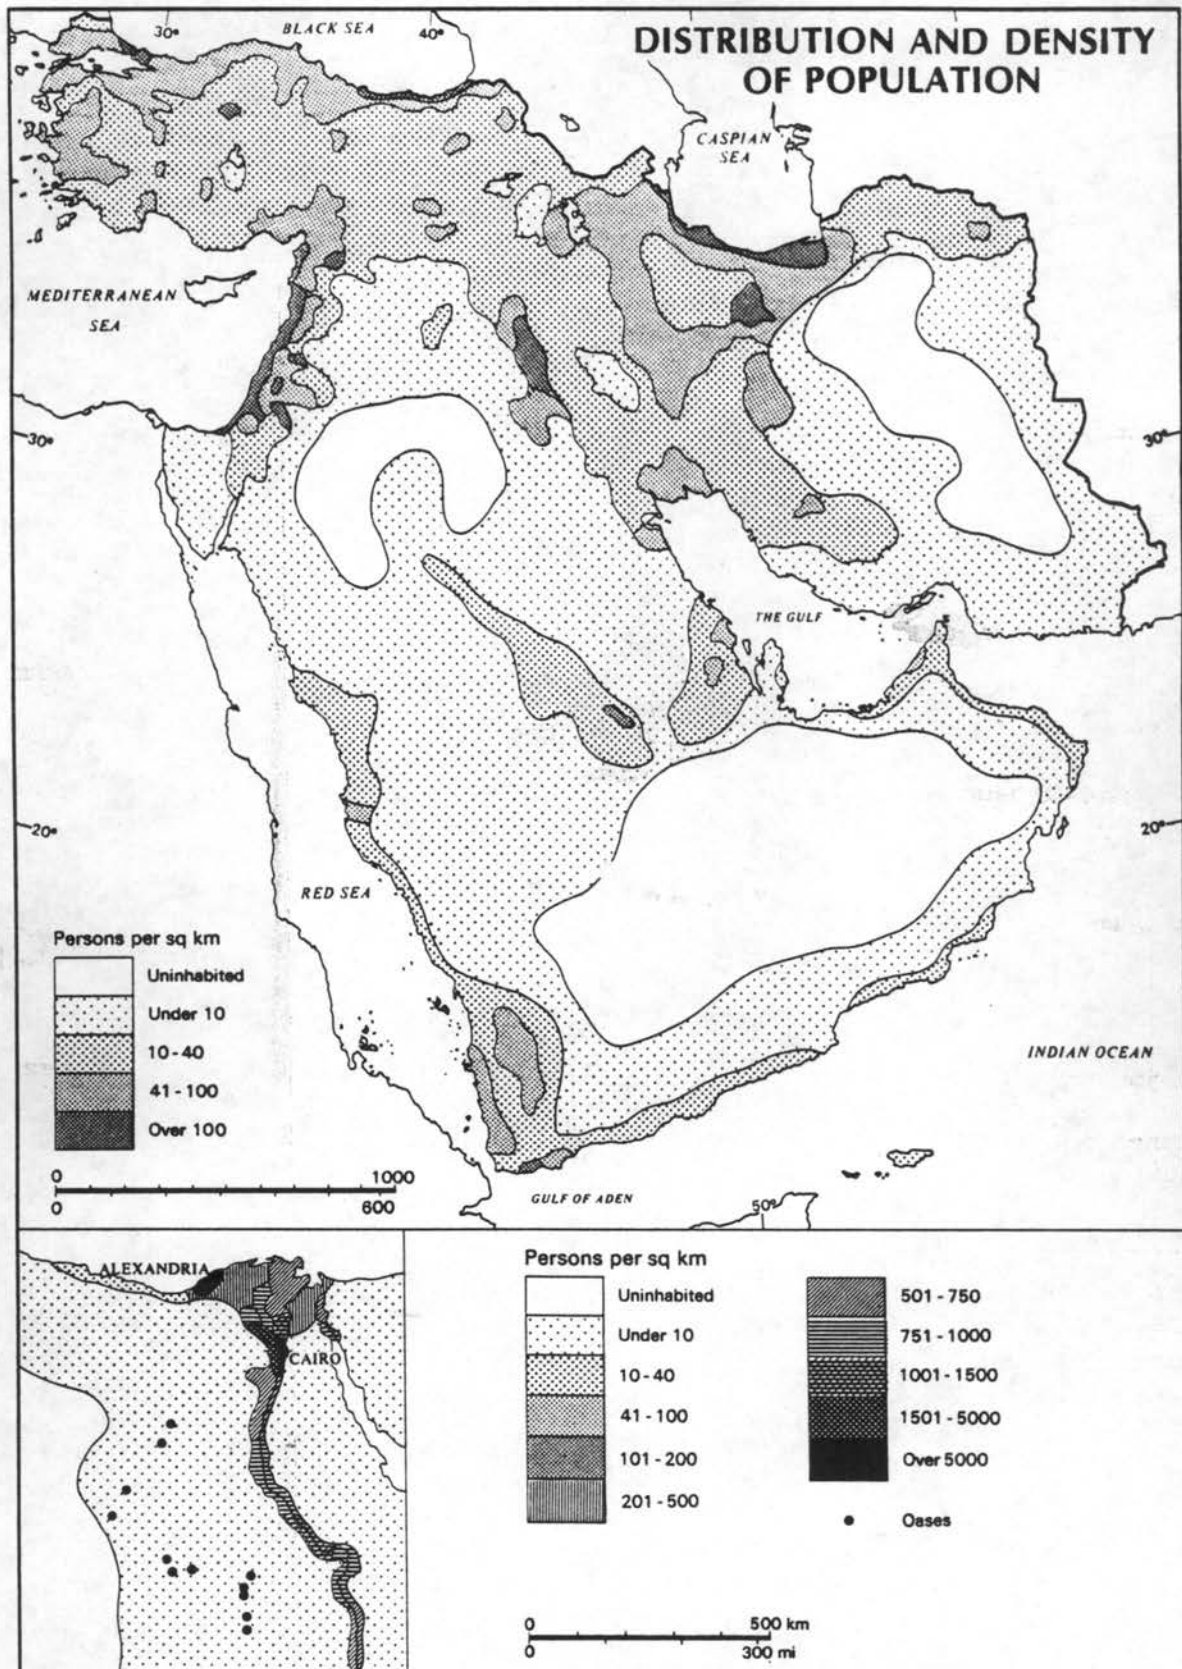 DISTRIBUTION AND DENSITY
OF POPULATION
30°
BLACK SEA
40°
CASPIAN
SEA
MEDITERRANEAN
SEA
30°
30°
THE GULF
20°
20°
RED SEA
INDIAN OCEAN
GULF OF ADEN
50°
Persons per sq km
Uninhabited
Under 10
10 - 40
41 - 100
Over 100
0 1000
0 600
ALEXANDRIA
CAIRO
Persons per sq km
Uninhabited
Under 10
10 - 40
41 - 100
101 - 200
201 - 500
501 - 750
751 - 1000
1001 - 1500
1501 - 5000
Over 5000
Oases
0 500 km
0 300 mi